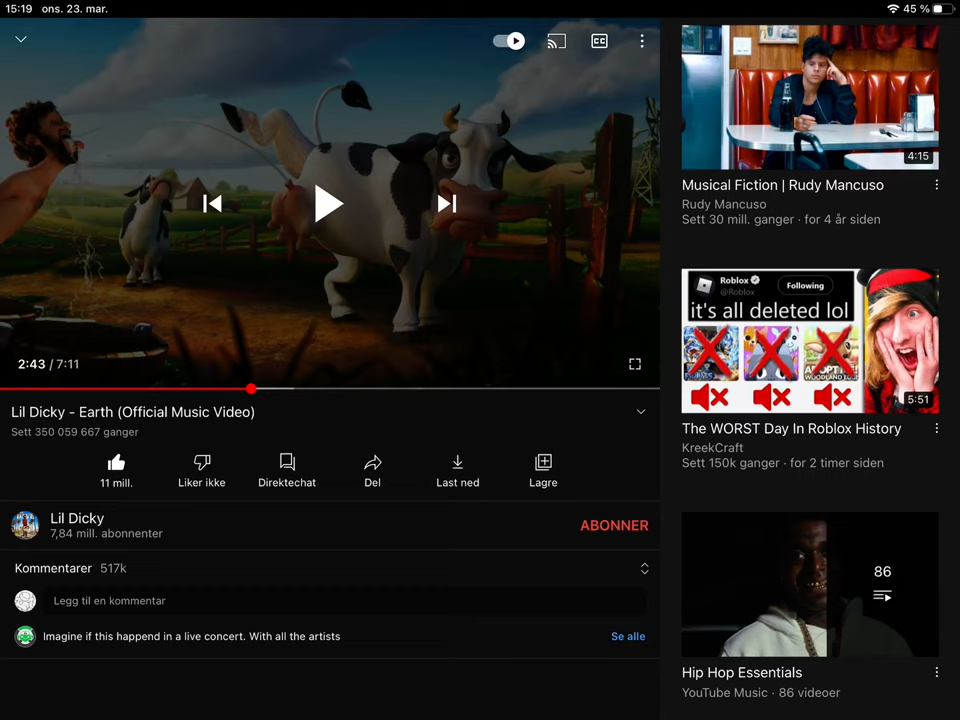 15:19 ons. 23. mar.
45 %
CC
2:43 / 7:11
Lil Dicky - Earth (Official Music Video)
Sett 350 059 667 ganger
11 mill.
Liker ikke
Direktechat
Del
Last ned
Lagre
Lil Dicky
7,84 mill. abonnenter
ABONNER
Kommentarer 517k
Legg til en kommentar
Imagine if this happend in a live concert. With all the artists
Se alle
4:15
Musical Fiction | Rudy Mancuso
Rudy Mancuso
Sett 30 mill. ganger · for 4 år siden
Roblox
@Roblox
Following
it's all deleted lol
ADOPT ME
WOODLAND EGG
5:51
The WORST Day In Roblox History
KreekCraft
Sett 150k ganger · for 2 timer siden
86
Hip Hop Essentials
YouTube Music · 86 videoer